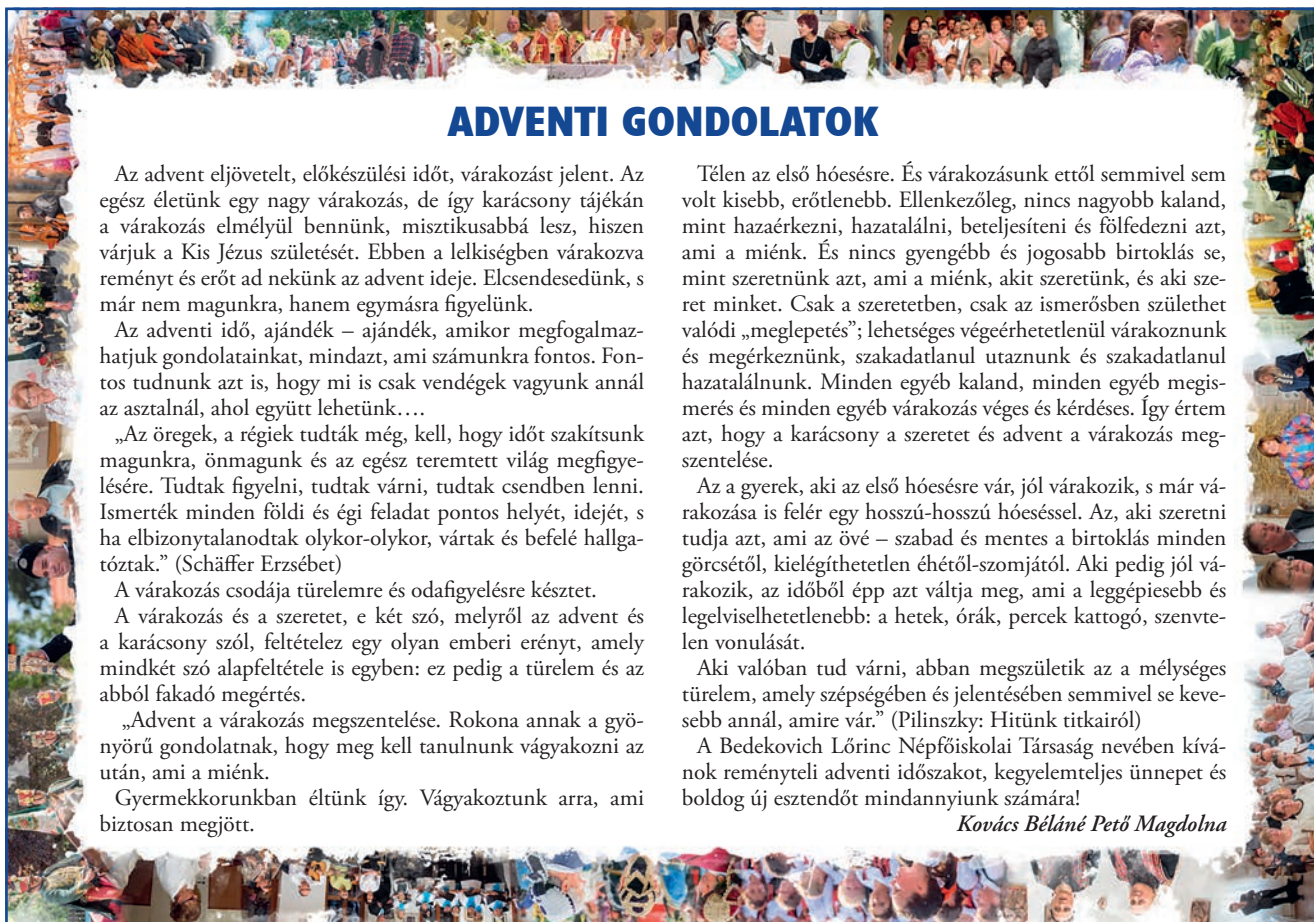 ADVENTI GONDOLATOK
Az advent eljövetelt, előkészülési időt, várakozást jelent. Az
egész életünk egy nagy várakozás, de így karácsony tájékán
a várakozás elmélyül bennünk, misztikusabbá lesz, hiszen
várjuk a Kis Jézus születését. Ebben a lelkiségben várakozva
reményt és erőt ad nekünk az advent ideje. Elcsendesedünk, s
már nem magunkra, hanem egymásra figyelünk.
Az adventi idő, ajándék – ajándék, amikor megfogalmaz-
hatjuk gondolatainkat, mindazt, ami számunkra fontos. Fon-
tos tudnunk azt is, hogy mi is csak vendégek vagyunk annál
az asztalnál, ahol együtt lehetünk….
„Az öregek, a régiek tudták még, kell, hogy időt szakítsunk
magunkra, önmagunk és az egész teremtett világ megfigye-
lésére. Tudtak figyelni, tudtak várni, tudtak csendben lenni.
Ismerték minden földi és égi feladat pontos helyét, idejét, s
ha elbizonytalanodtak olykor-olykor, vártak és befelé hallga-
tóztak.” (Schäffer Erzsébet)
A várakozás csodája türelemre és odafigyelésre késztet.
A várakozás és a szeretet, e két szó, melyről az advent és
a karácsony szól, feltételez egy olyan emberi erényt, amely
mindkét szó alapfeltétele is egyben: ez pedig a türelem és az
abból fakadó megértés.
„Advent a várakozás megszentelése. Rokona annak a gyö-
nyörű gondolatnak, hogy meg kell tanulnunk vágyakozni az
után, ami a miénk.
Gyermekkorunkban éltünk így. Vágyakoztunk arra, ami
biztosan megjött.
Télen az első hóesésre. És várakozásunk ettől semmivel sem
volt kisebb, erőtlenebb. Ellenkezőleg, nincs nagyobb kaland,
mint hazaérkezni, hazatalálni, beteljesíteni és fölfedezni azt,
ami a miénk. És nincs gyengébb és jogosabb birtoklás se,
mint szeretnünk azt, ami a miénk, akit szeretünk, és aki sze-
ret minket. Csak a szeretetben, csak az ismerősben születhet
valódi „meglepetés”; lehetséges végeérhetetlenül várakoznunk
és megérkeznünk, szakadatlanul utaznunk és szakadatlanul
hazatalálnunk. Minden egyéb kaland, minden egyéb megis-
merés és minden egyéb várakozás véges és kérdéses. Így értem
azt, hogy a karácsony a szeretet és advent a várakozás meg-
szentelése.
Az a gyerek, aki az első hóesésre vár, jól várakozik, s már vá-
rakozása is felér egy hosszú-hosszú hóeséssel. Az, aki szeretni
tudja azt, ami az övé – szabad és mentes a birtoklás minden
görcsétől, kielégíthetetlen éhétől-szomjától. Aki pedig jól vá-
rakozik, az időből épp azt váltja meg, ami a leggépiesebb és
legelviselhetetlenebb: a hetek, órák, percek kattogó, szenvte-
len vonulását.
Aki valóban tud várni, abban megszületik az a mélységes
türelem, amely szépségében és jelentésében semmivel se keve-
sebb annál, amire vár.” (Pilinszky: Hitünk titkairól)
A Bedekovich Lőrinc Népfőiskolai Társaság nevében kívá-
nok reményteli adventi időszakot, kegyelemteljes ünnepet és
boldog új esztendőt mindannyiunk számára!
Kovács Béláné Pető Magdolna